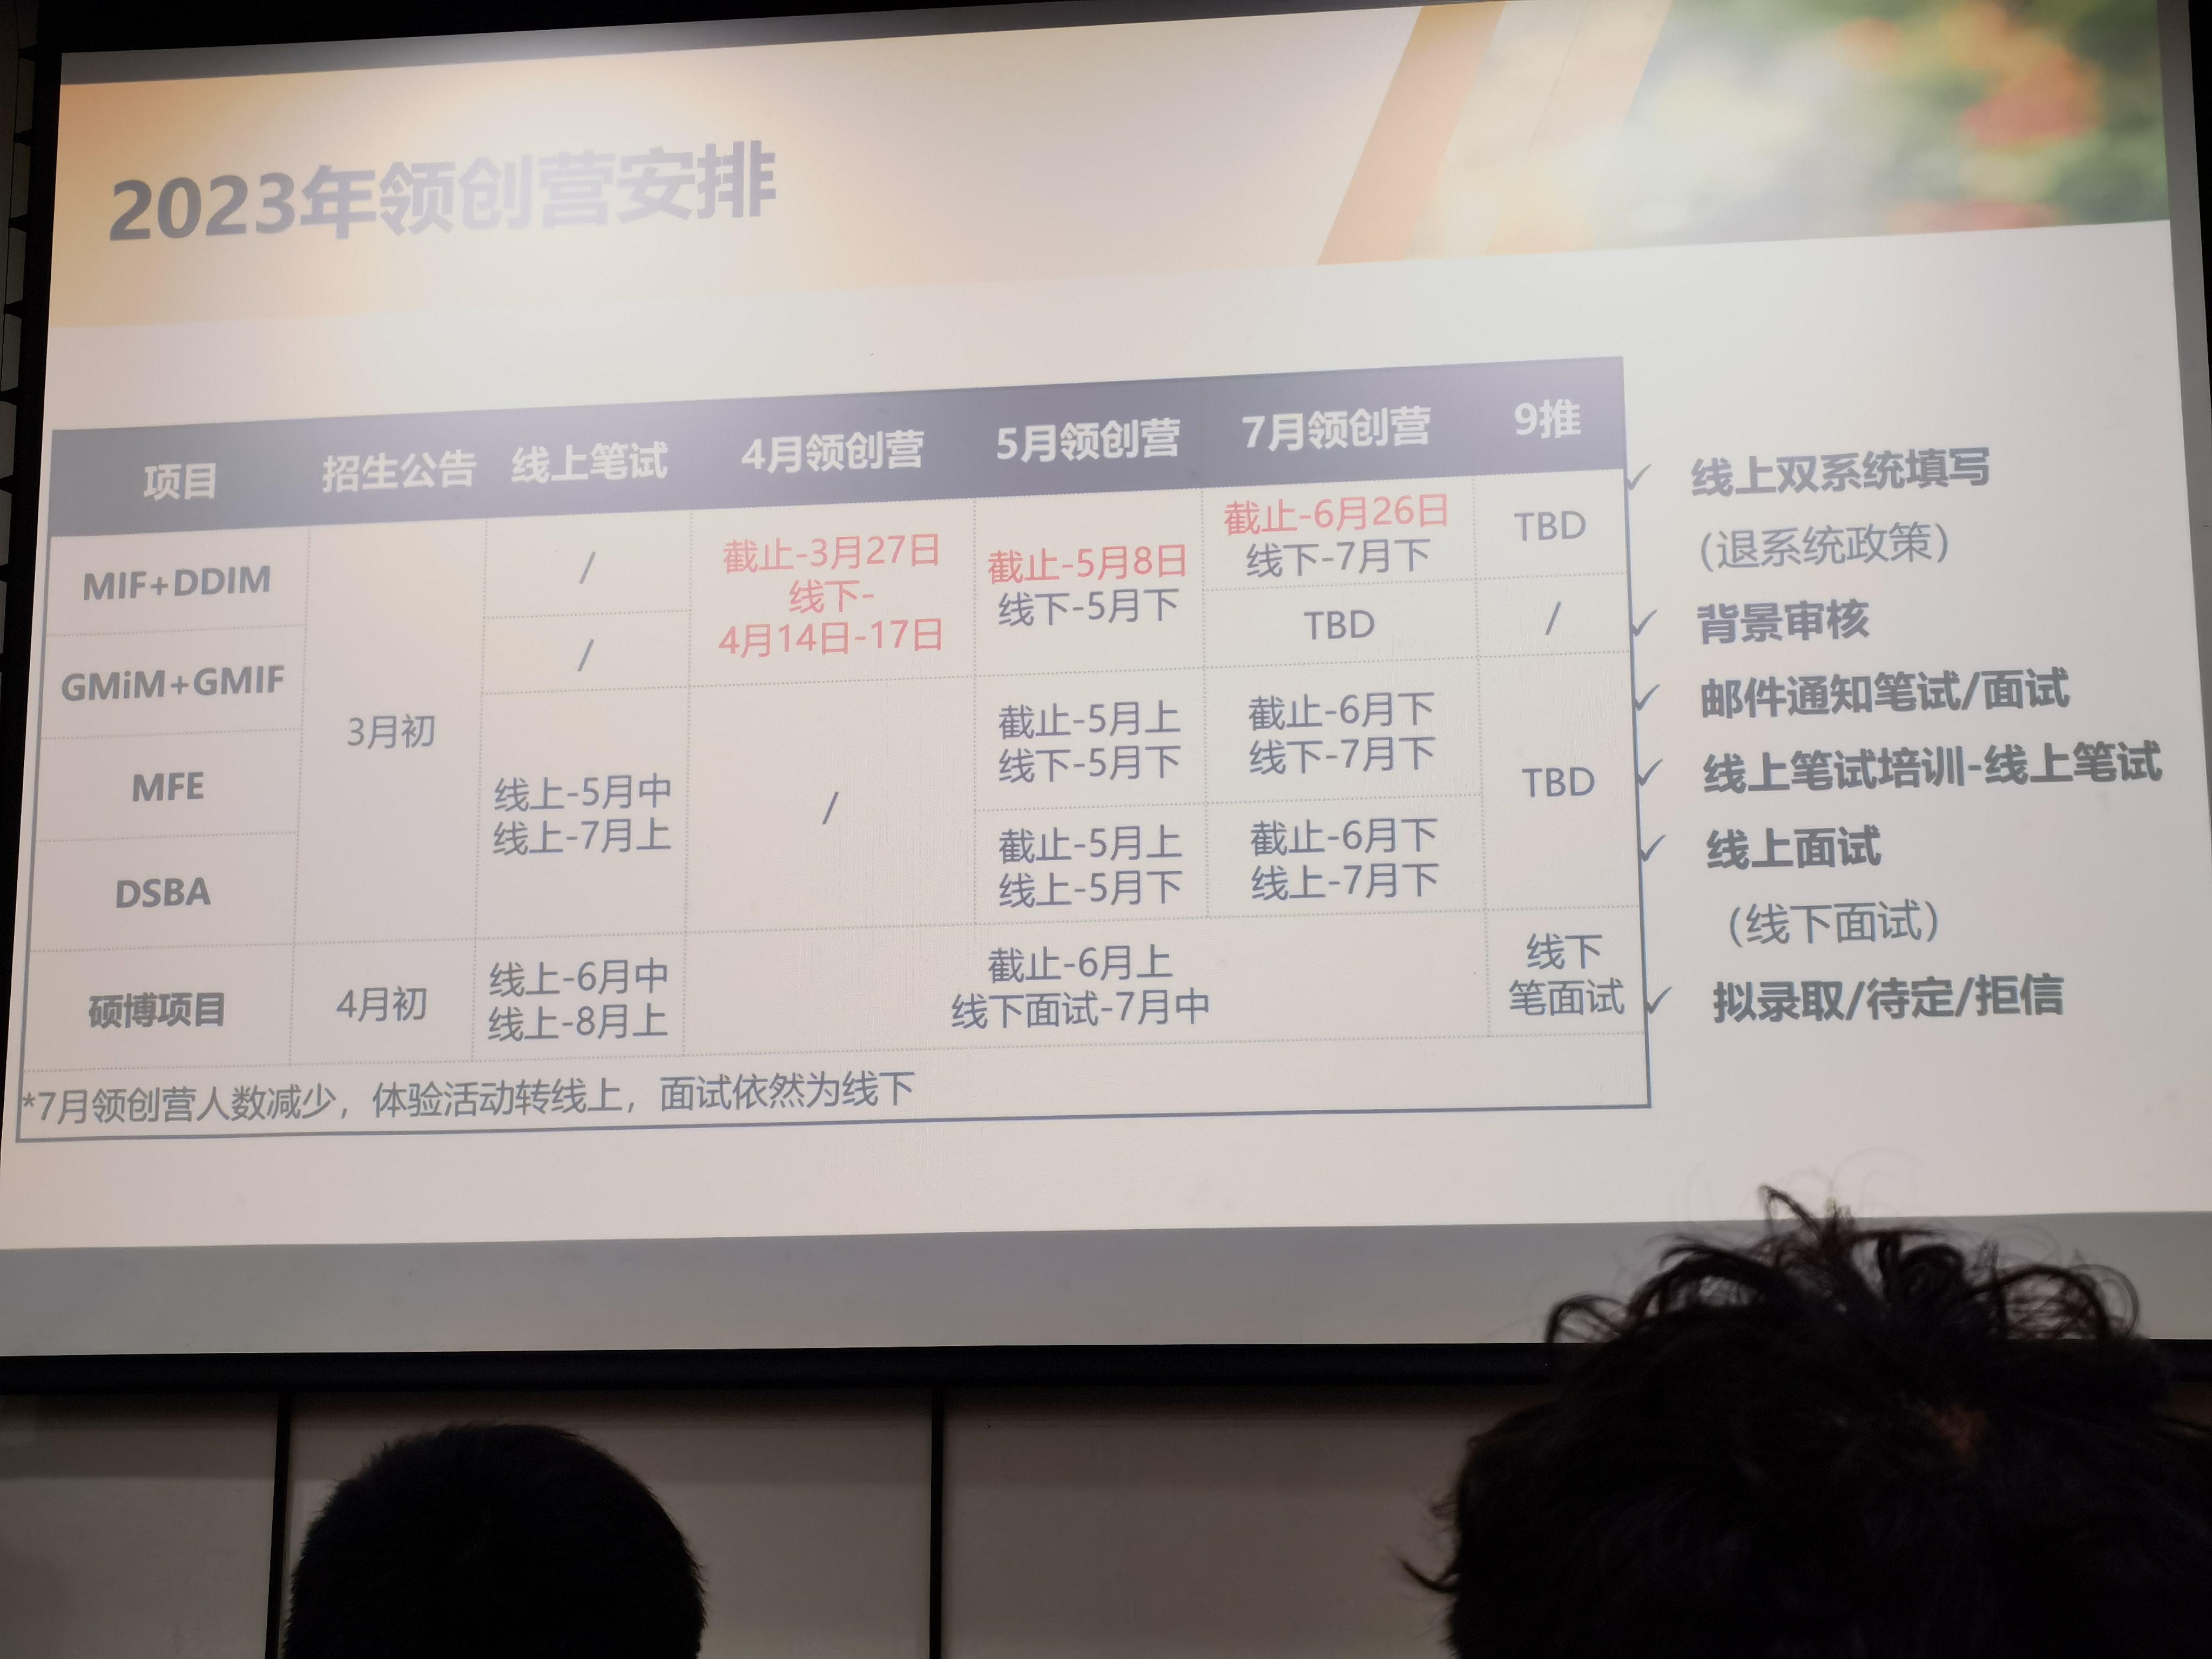 2023年领创营安排
项目 招生公告 线上笔试 4月领创营 5月领创营 7月领创营 9推
MIF+DDIM
GMiM+GMIF
MFE
DSBA
硕博项目
3月初
4月初
/
/
线上-5月中
线上-7月上
线上-6月中
线上-8月上
截止-3月27日
线下-
4月14日-17日
/
截止-5月8日
线下-5月下
截止-5月上
线下-5月下
截止-5月上
线上-5月下
截止-6月26日
线下-7月下
TBD
截止-6月下
线下-7月下
截止-6月下
线上-7月下
截止-6月上
线下面试-7月中
TBD
/
TBD
线下
笔面试
*7月领创营人数减少，体验活动转线上，面试依然为线下
✓ 线上双系统填写
（退系统政策）
✓ 背景审核
✓ 邮件通知笔试/面试
✓ 线上笔试培训-线上笔试
✓ 线上面试
（线下面试）
✓ 拟录取/待定/拒信